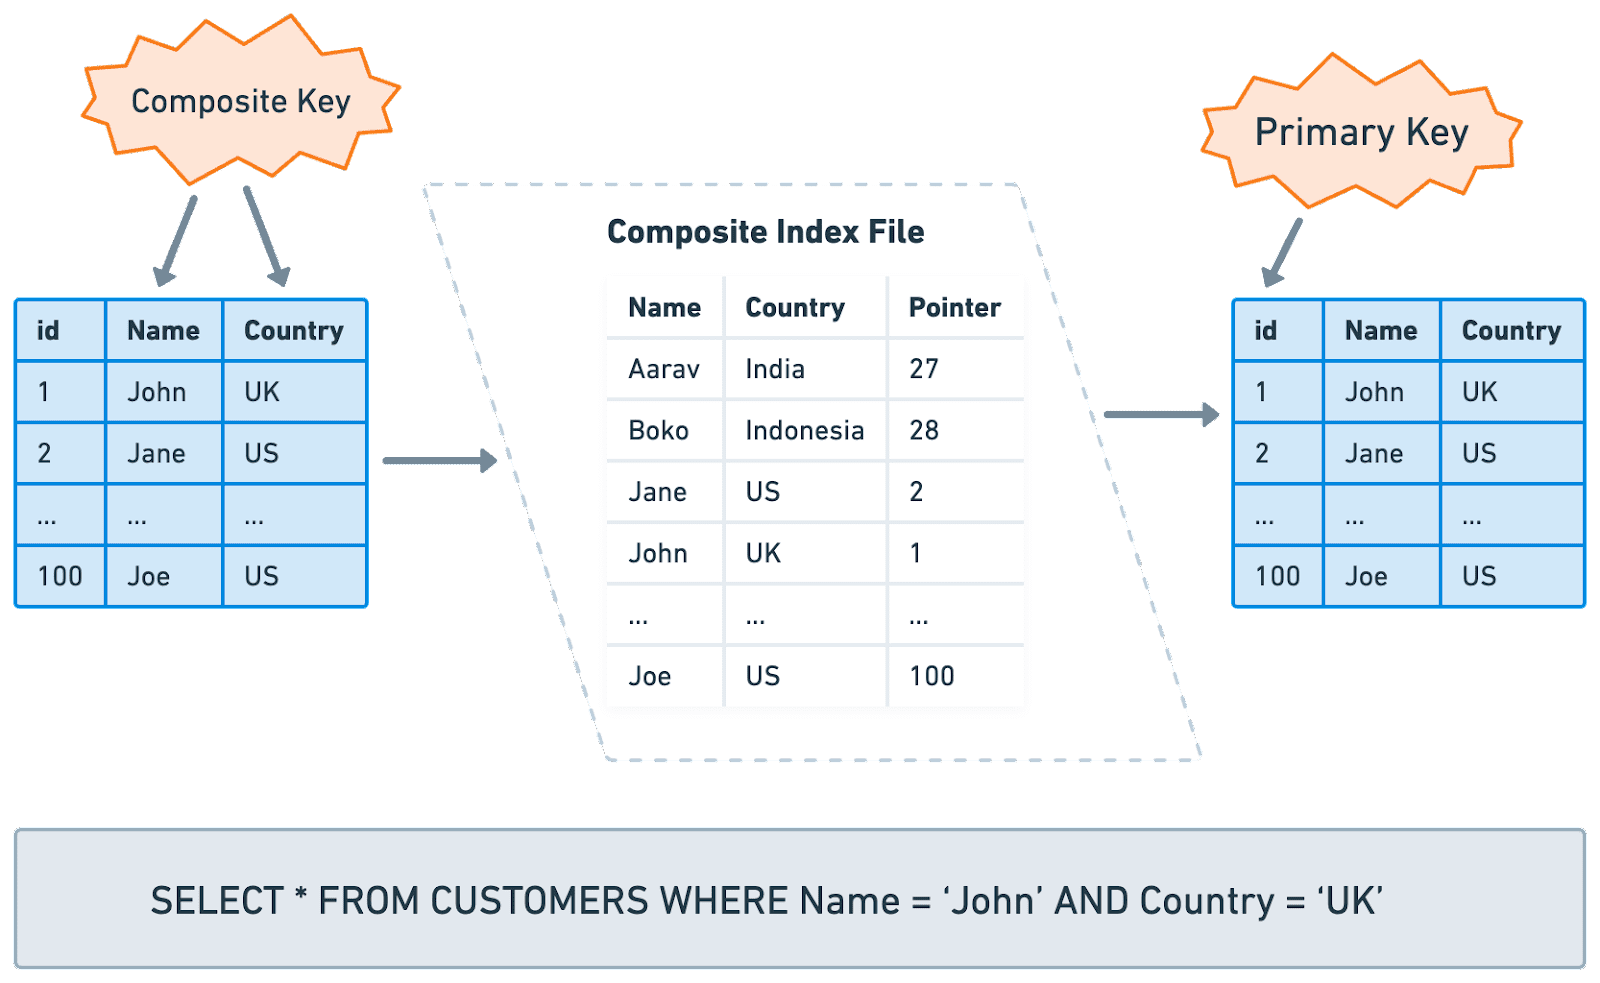 Composite Key
Primary Key
id Name Country
1 John UK
2 Jane US
... ... ...
100 Joe US
Composite Index File
Name Country Pointer
Aarav India 27
Boko Indonesia 28
Jane US 2
John UK 1
... ... ...
Joe US 100
id Name Country
1 John UK
2 Jane US
... ... ...
100 Joe US
SELECT * FROM CUSTOMERS WHERE Name = ‘John’ AND Country = ‘UK’